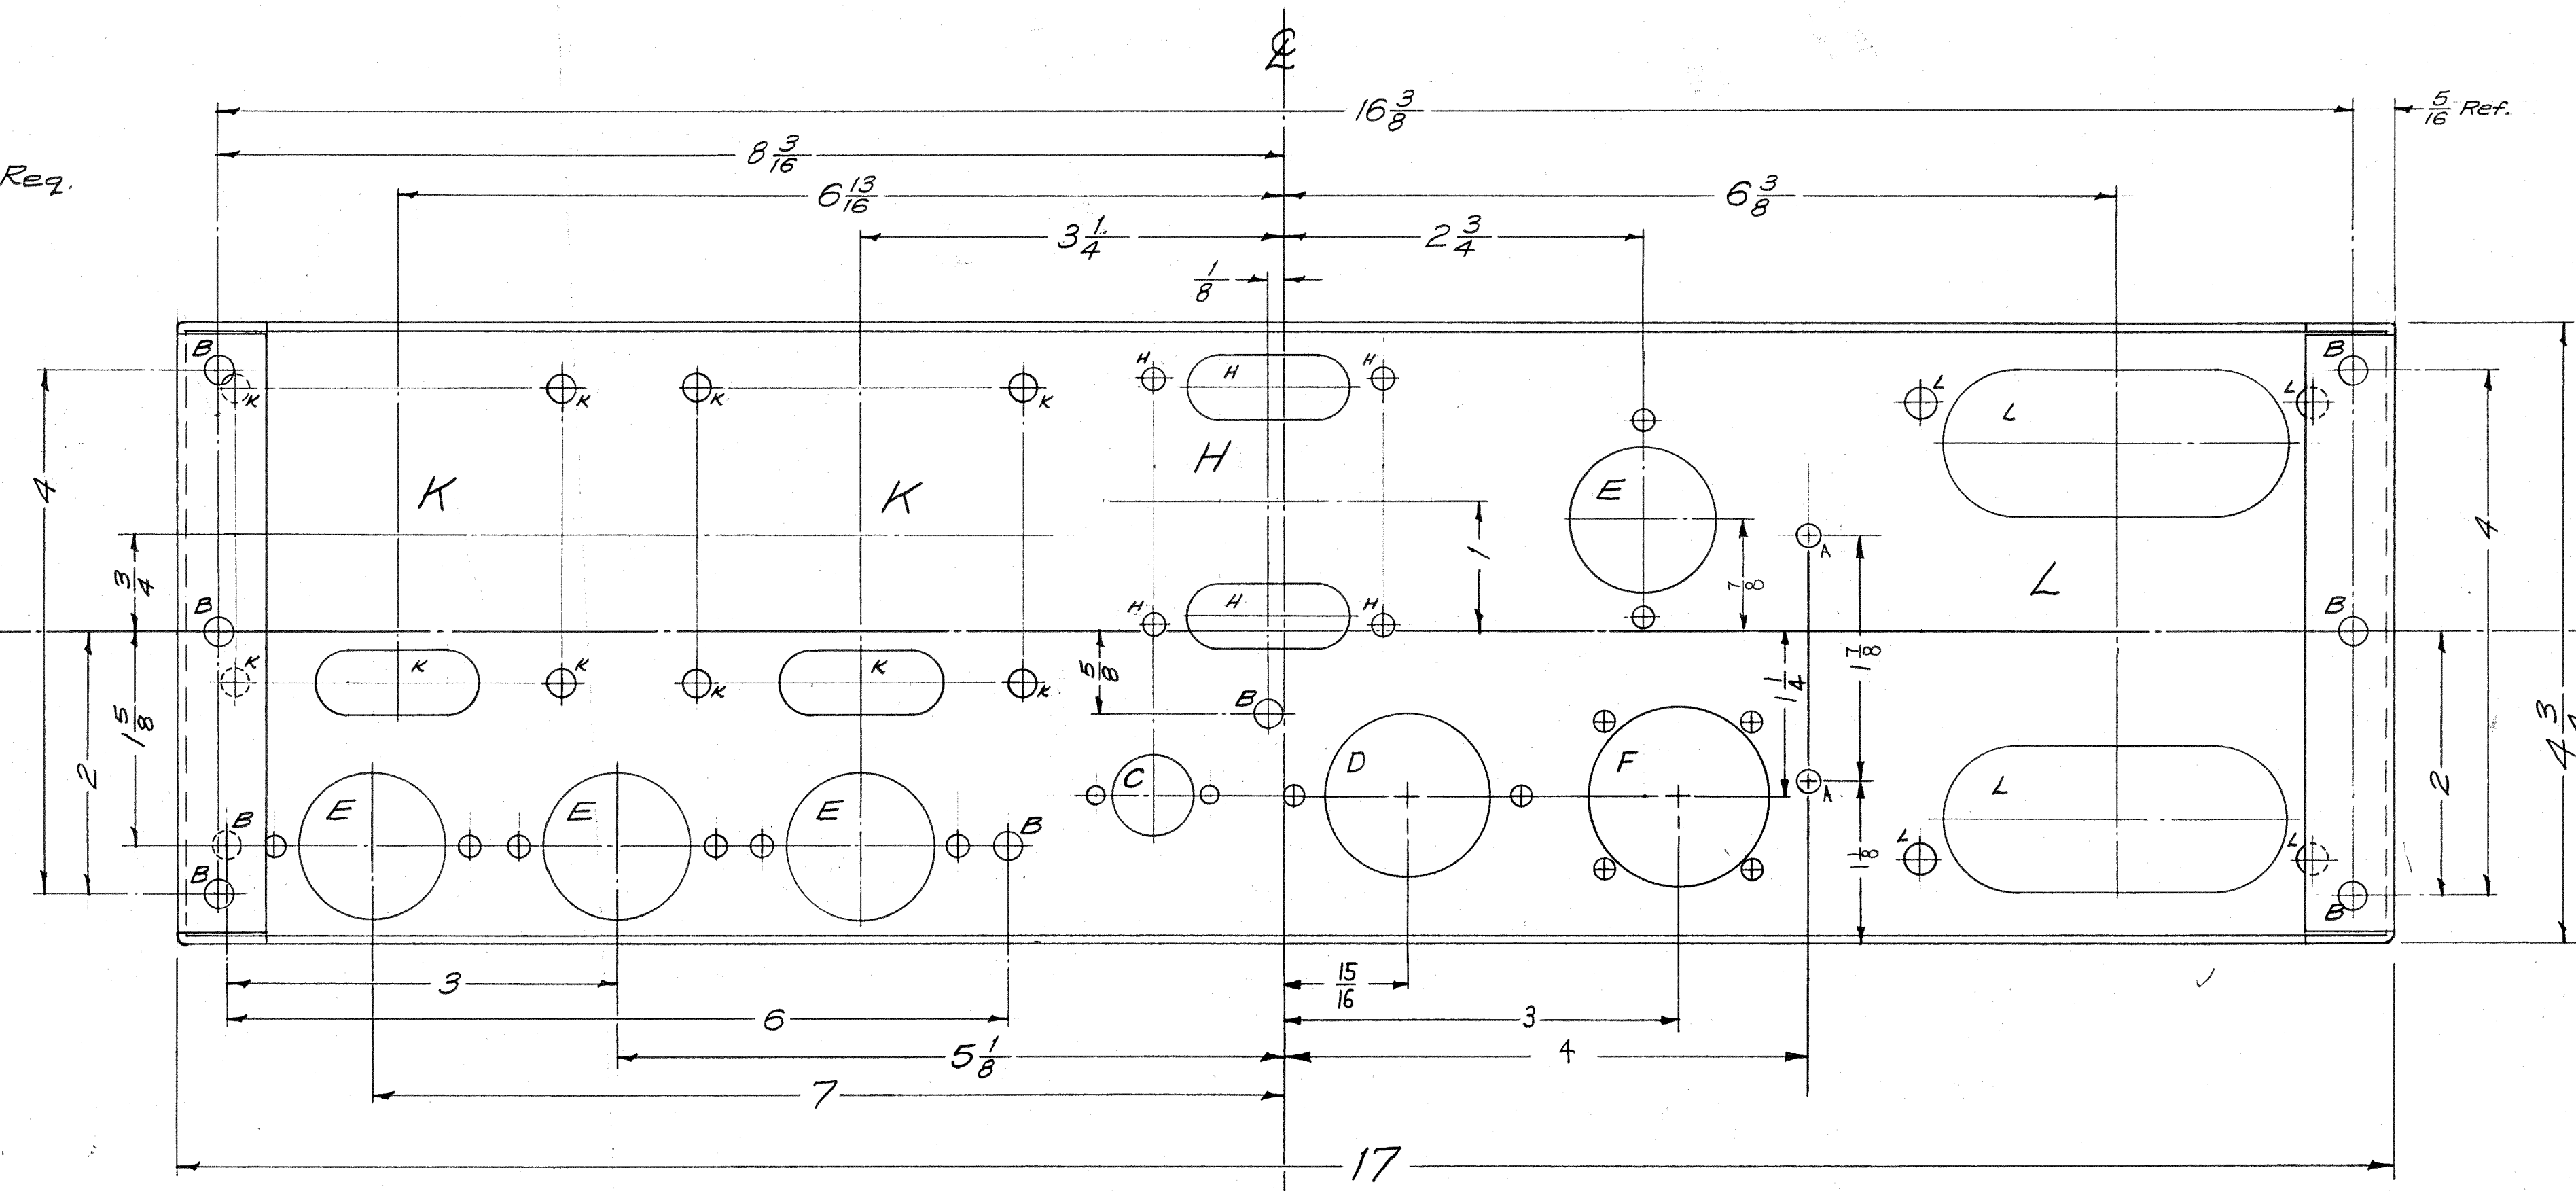 ℄
16 3/8
5/16 Ref.
8 3/16
Req.
6 13/16
6 3/8
3 1/4
2 3/4
1/8
B
H
H
B
K
K
K
H
L
L
L
K
K
H
E
4
3/4
1
7/8
A
L
4
B
H
H
H
B
K
K
K
K
K
K
5/8
B
1 1/4
1 7/8
4 3/4
1 5/8
2
C
D
F
A
L
2
B
E
E
E
B
1 1/8
L
L
B
B
3
15/16
6
3
5 1/8
4
7
17